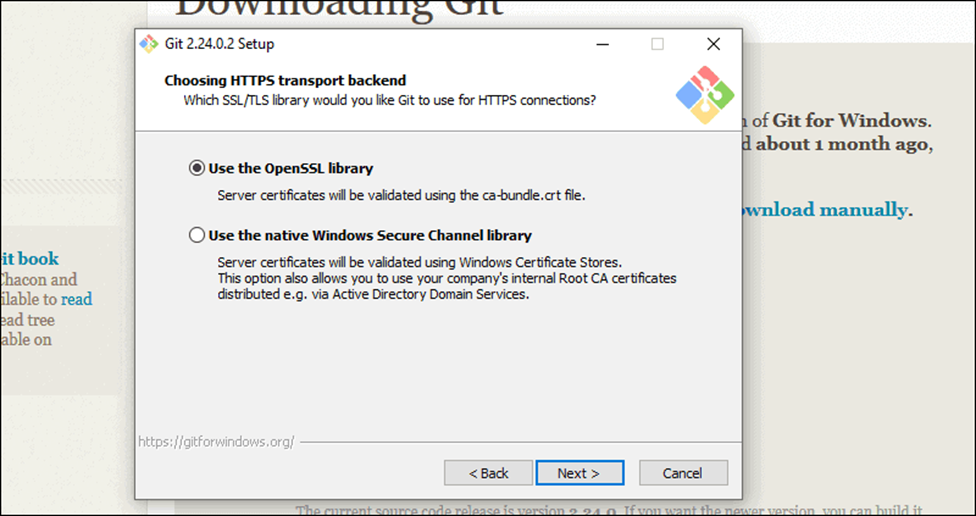 Downloading Git
Git 2.24.0.2 Setup
Choosing HTTPS transport backend
Which SSL/TLS library would you like Git to use for HTTPS connections?
of Git for Windows.
about 1 month ago,
download manually.
Use the OpenSSL library
Server certificates will be validated using the ca-bundle.crt file.
Use the native Windows Secure Channel library
Server certificates will be validated using Windows Certificate Stores.
This option also allows you to use your company's internal Root CA certificates
distributed e.g. via Active Directory Domain Services.
it book
Chacon and
ilable to read
ead tree
able on
https://gitforwindows.org/
< Back
Next >
Cancel
The current source code release is version 2.24.0. If you want the newer version, you can build it